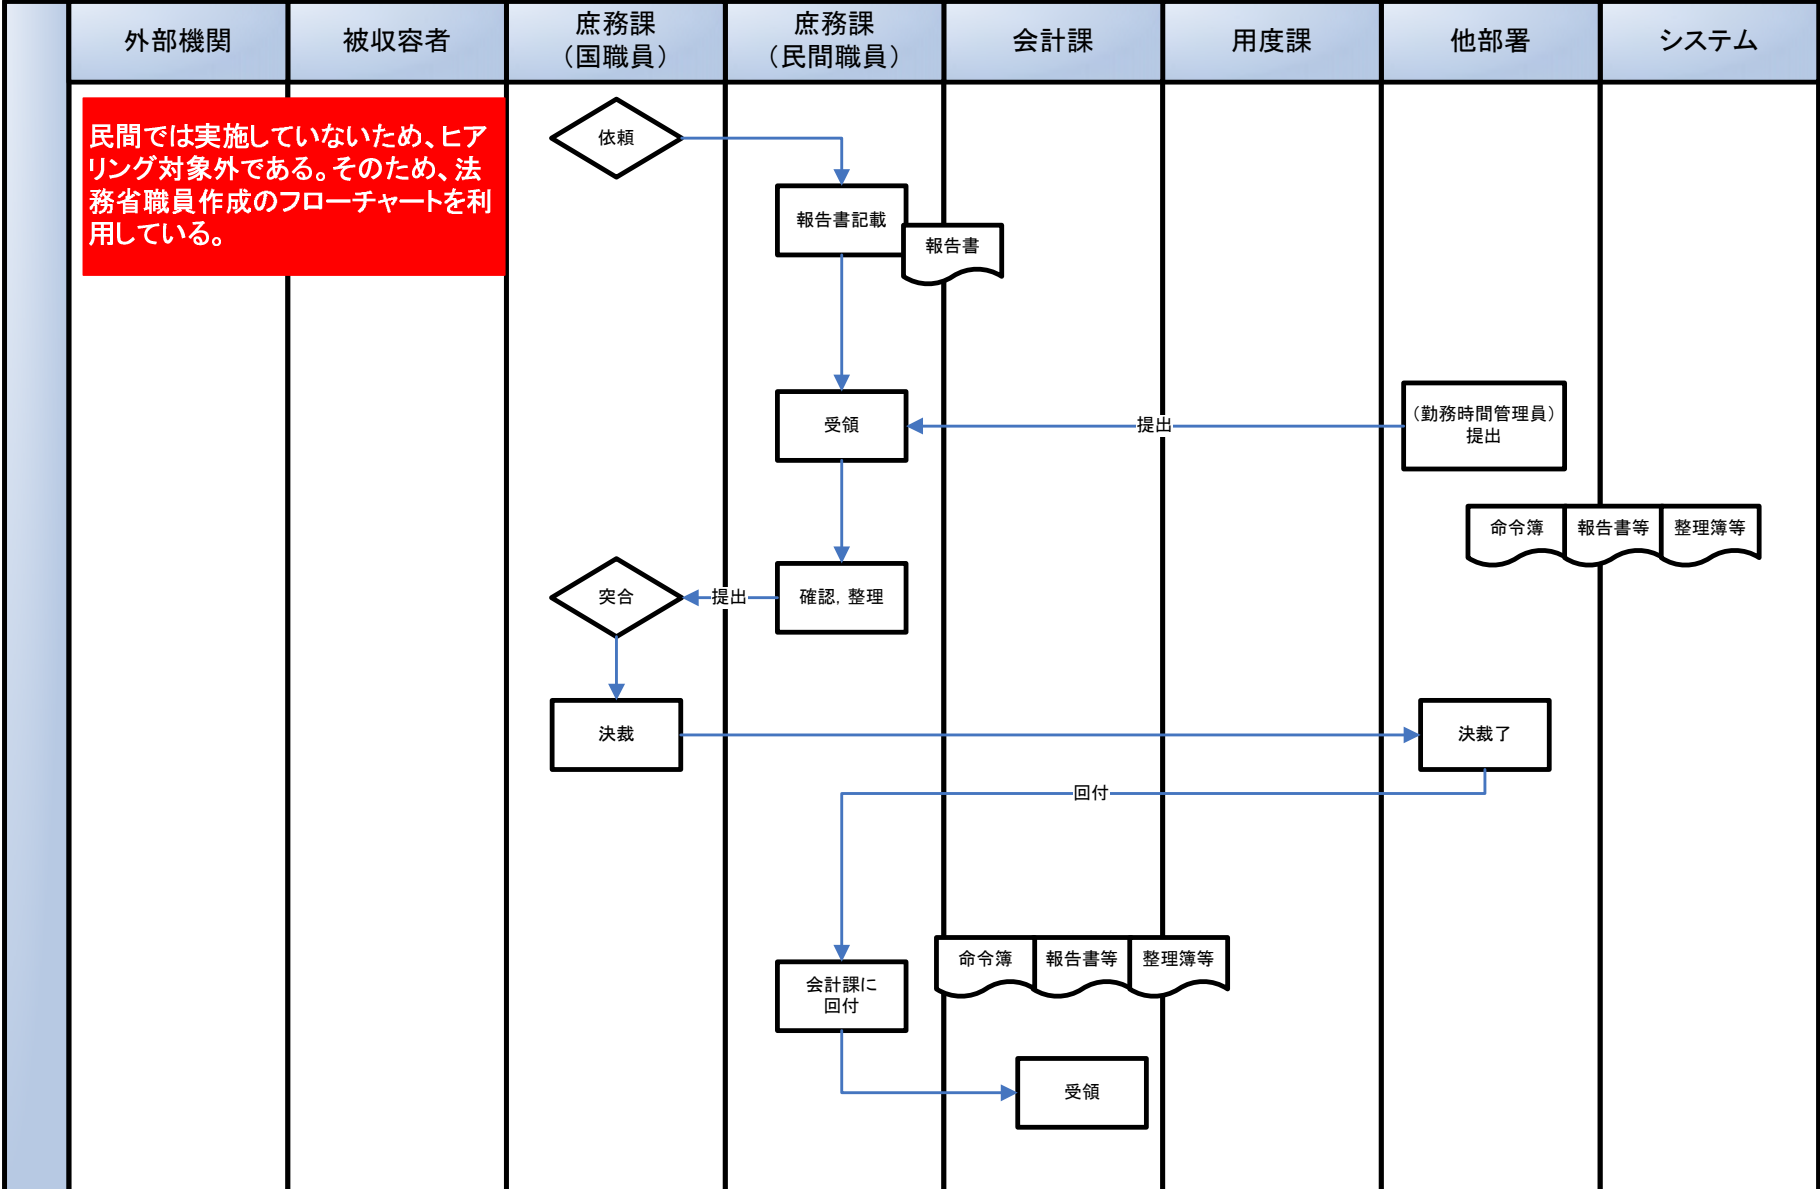 外部機関
被収容者
庶務課
（国職員）
庶務課
（民間職員）
会計課
用度課
他部署
システム
民間では実施していないため、ヒア
リング対象外である。そのため、法
務省職員作成のフローチャートを利
用している。
依頼
報告書記載
報告書
受領
提出
（勤務時間管理員）
提出
命令簿
報告書等
整理簿等
突合
提出
確認，整理
決裁
決裁了
回付
命令簿
報告書等
整理簿等
会計課に
回付
受領